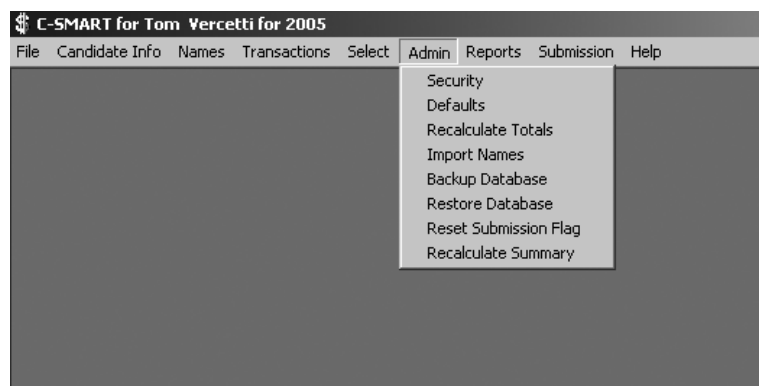 $ C-SMART for Tom Vercetti for 2005
File Candidate Info Names Transactions Select Admin Reports Submission Help
Security
Defaults
Recalculate Totals
Import Names
Backup Database
Restore Database
Reset Submission Flag
Recalculate Summary